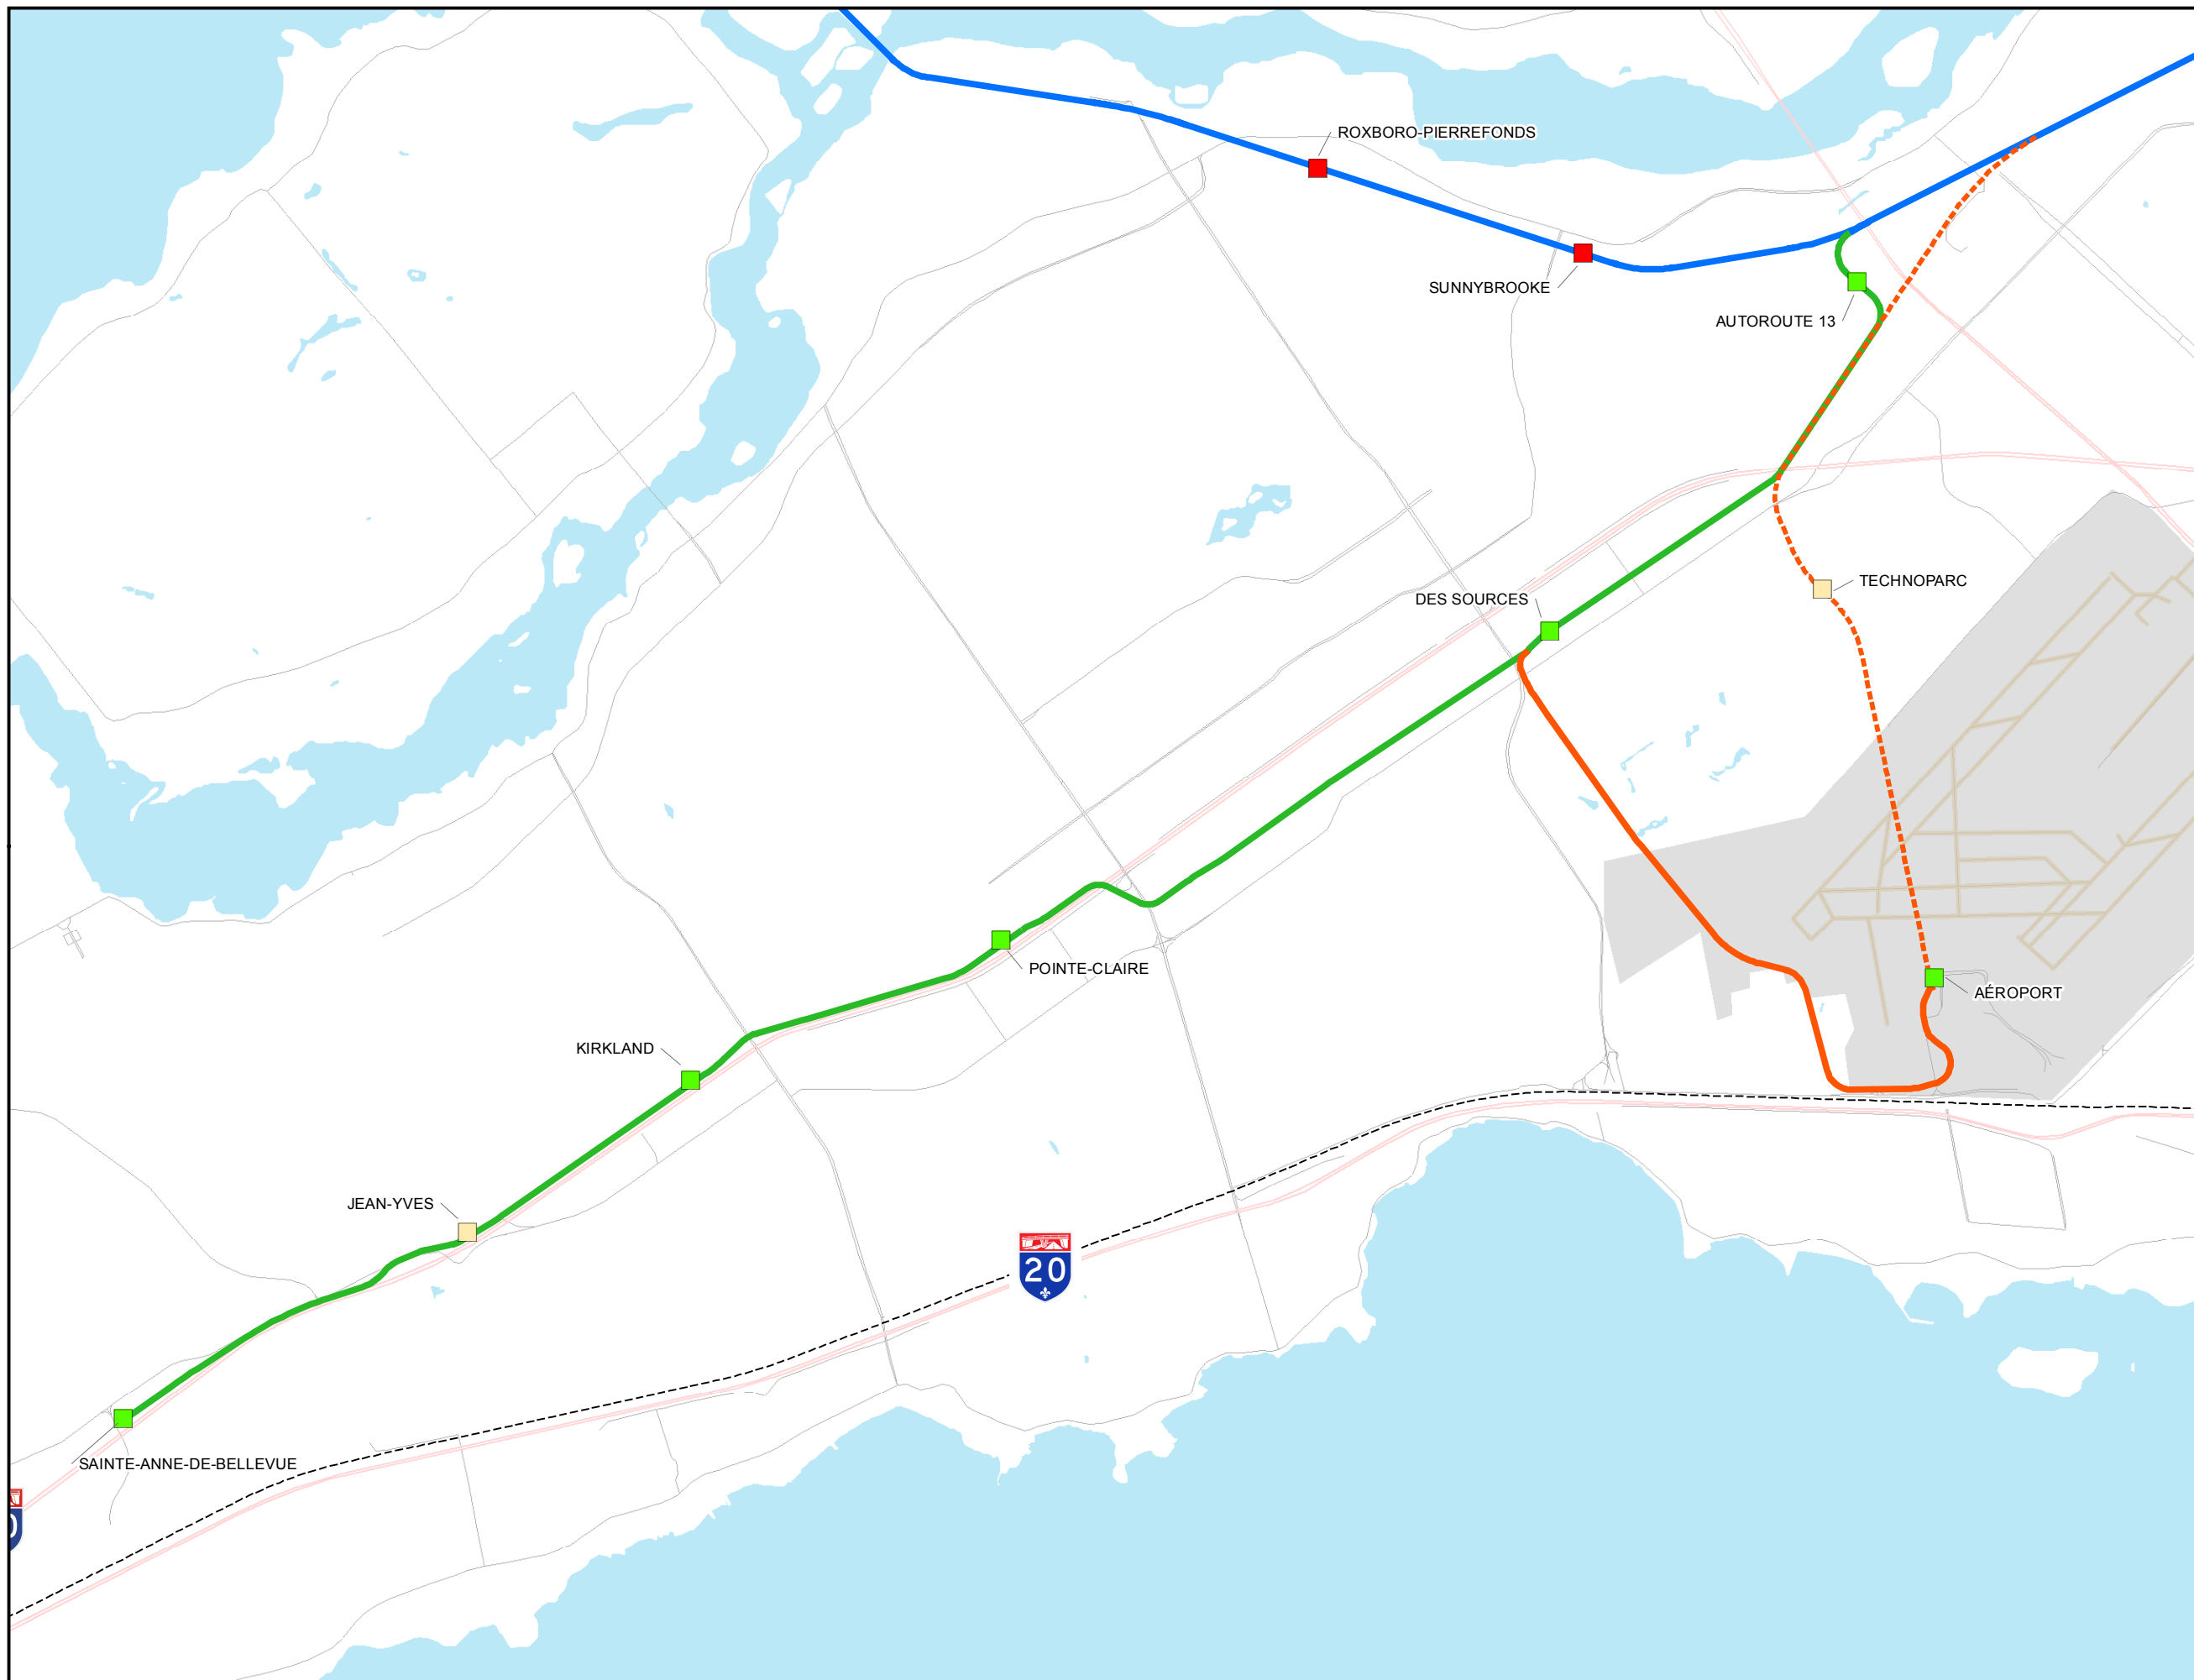 ROXBORO-PIERREFONDS
SUNNYBROOKE
AUTOROUTE 13
TECHNOPARC
DES SOURCES
POINTE-CLAIRE
AÉROPORT
KIRKLAND
JEAN-YVES
20
SAINTE-ANNE-DE-BELLEVUE